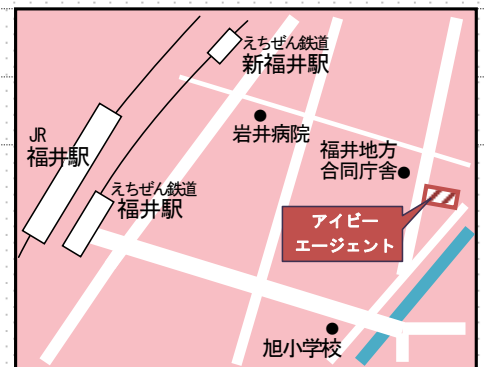 えちぜん鉄道
新福井駅
岩井病院
JR
福井駅
福井地方
合同庁舎
えちぜん鉄道
福井駅
アイビー
エージェント
旭小学校